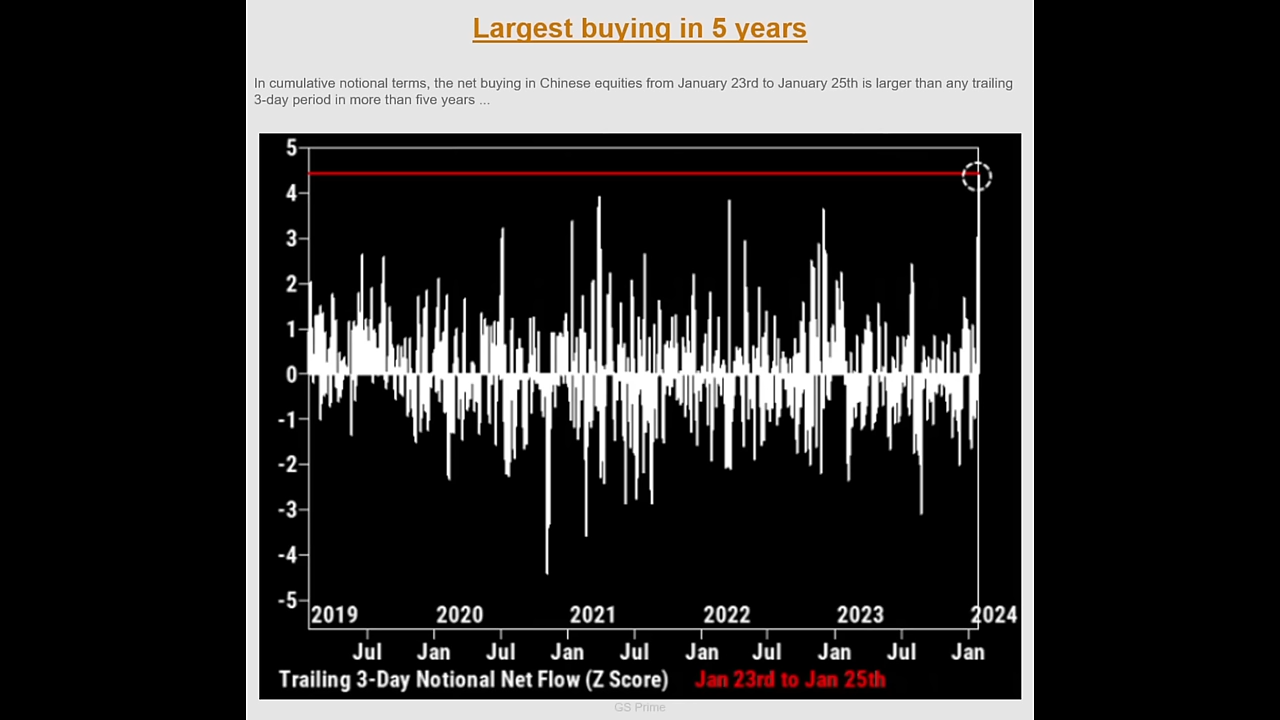 Largest buying in 5 years
In cumulative notional terms, the net buying in Chinese equities from January 23rd to January 25th is larger than any trailing
3-day period in more than five years ...
5
4
3
2
1
0
-1
-2
-3
-4
-5
2019 2020 2021 2022 2023 2024
Jul Jan Jul Jan Jul Jan Jul Jan Jul Jan
Trailing 3-Day Notional Net Flow (Z Score) Jan 23rd to Jan 25th
GS Prime